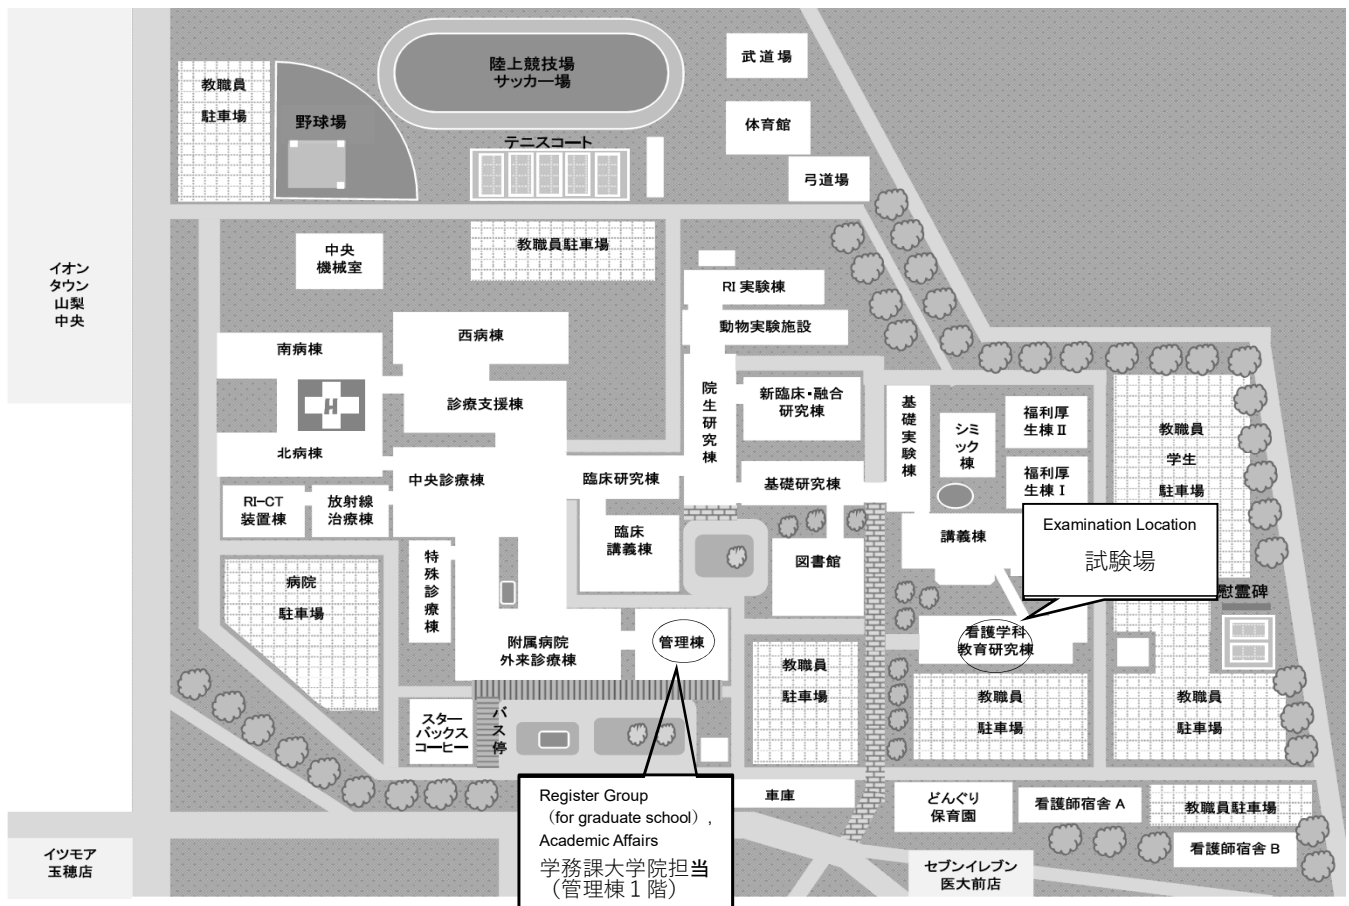 陸上競技場
サッカー場
武道場
教職員
駐車場
野球場
体育館
テニスコート
弓道場
教職員駐車場
中央
機械室
イオン
タウン
山梨
中央
RI 実験棟
動物実験施設
西病棟
南病棟
H
診療支援棟
院生研究棟
新臨床・融合
研究棟
基礎実験棟
シミック棟
福利厚
生棟Ⅱ
教職員
学生
駐車場
北病棟
中央診療棟
臨床研究棟
基礎研究棟
福利厚
生棟Ⅰ
RI-CT
装置棟
放射線
治療棟
臨床
講義棟
講義棟
Examination Location
試験場
図書館
特殊診療棟
病院
駐車場
慰霊碑
附属病院
外来診療棟
管理棟
看護学科
教育研究棟
教職員
駐車場
教職員
駐車場
教職員
駐車場
スター
バックス
コーヒー
バス停
車庫
どんぐり
保育園
看護師宿舎 A
教職員駐車場
Register Group
（for graduate school）,
Academic Affairs
学務課大学院担当
（管理棟１階）
看護師宿舎 B
イツモア
玉穂店
セブンイレブン
医大前店